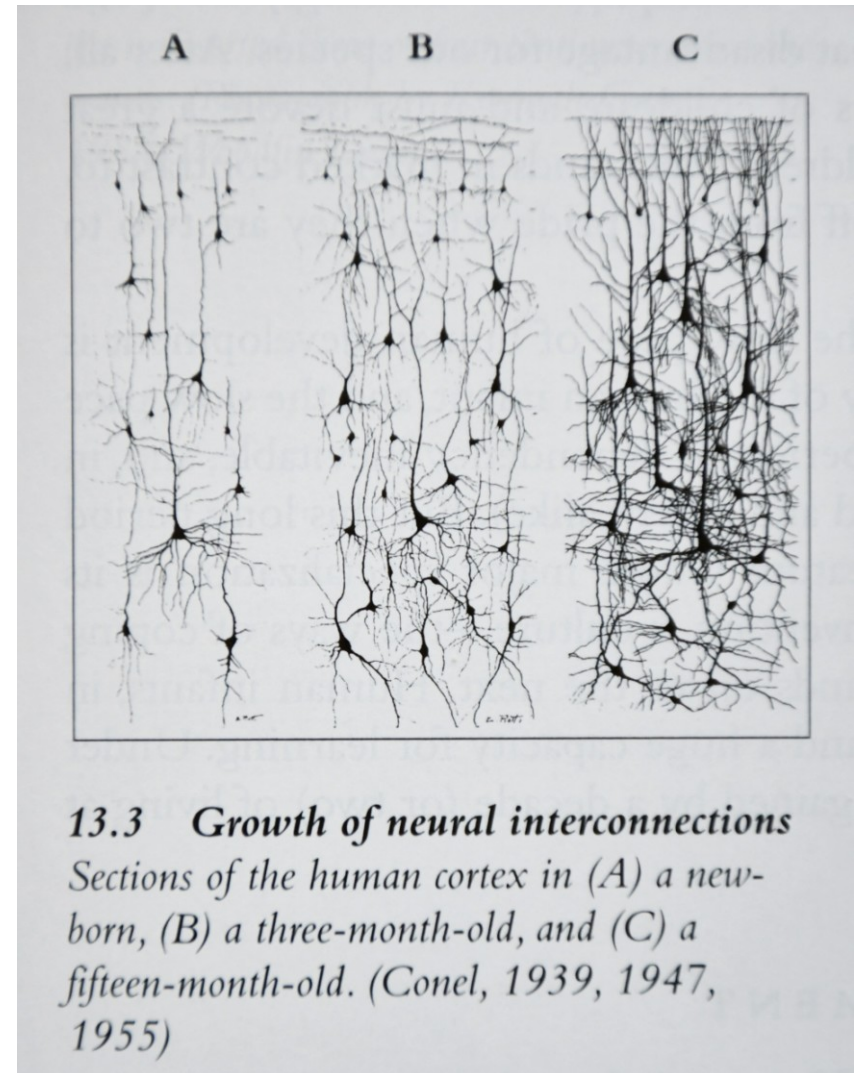 A B C
13.3 Growth of neural interconnections
Sections of the human cortex in (A) a new-
born, (B) a three-month-old, and (C) a
fifteen-month-old. (Conel, 1939, 1947,
1955)